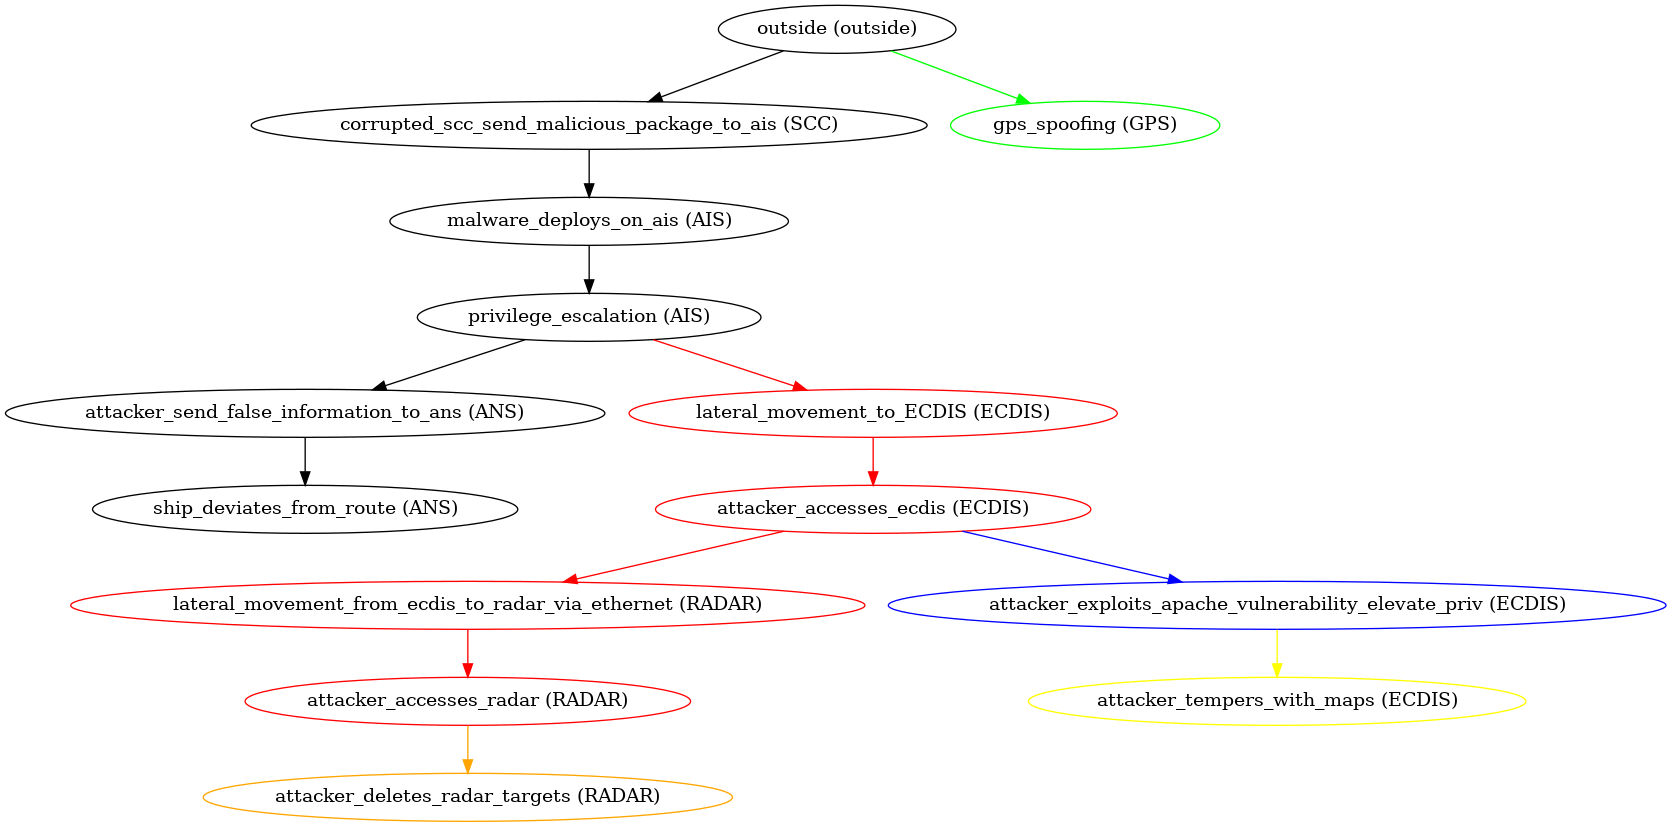 outside (outside)
corrupted_scc_send_malicious_package_to_ais (SCC)
gps_spoofing (GPS)
malware_deploys_on_ais (AIS)
privilege_escalation (AIS)
attacker_send_false_information_to_ans (ANS)
lateral_movement_to_ECDIS (ECDIS)
ship_deviates_from_route (ANS)
attacker_accesses_ecdis (ECDIS)
lateral_movement_from_ecdis_to_radar_via_ethernet (RADAR)
attacker_exploits_apache_vulnerability_elevate_priv (ECDIS)
attacker_accesses_radar (RADAR)
attacker_tempers_with_maps (ECDIS)
attacker_deletes_radar_targets (RADAR)